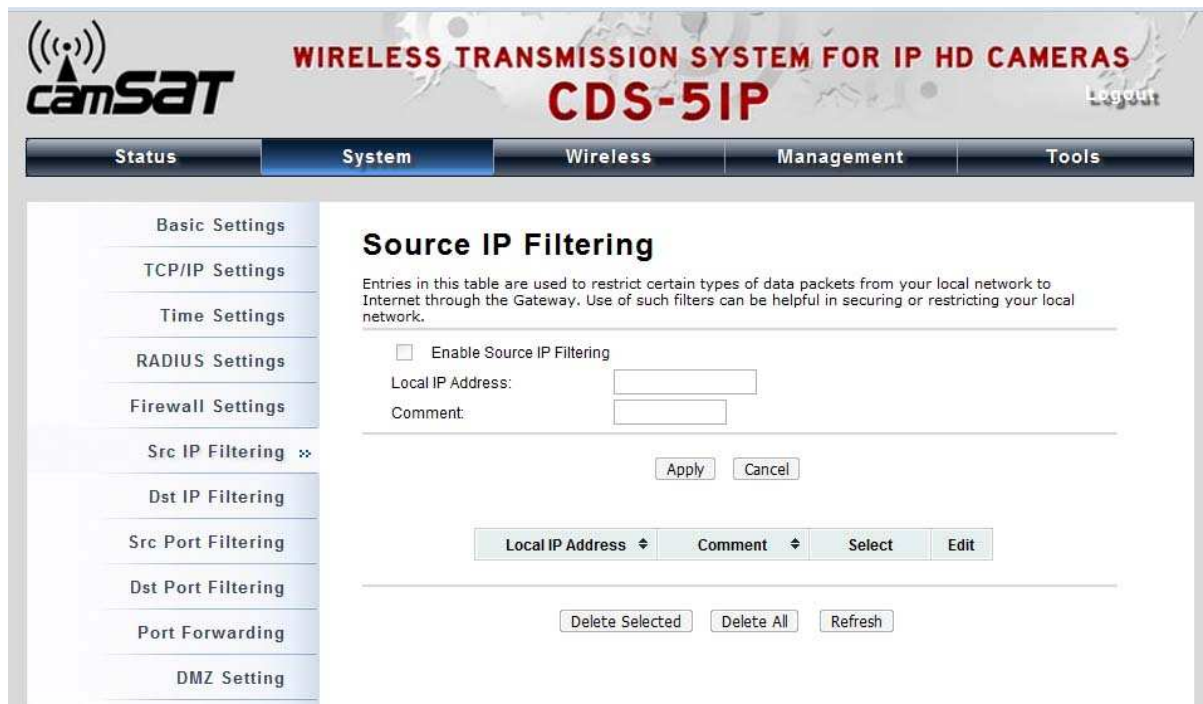 camSAT
WIRELESS TRANSMISSION SYSTEM FOR IP HD CAMERAS
CDS-5IP
Logout
Status System Wireless Management Tools
Basic Settings
TCP/IP Settings
Time Settings
RADIUS Settings
Firewall Settings
Src IP Filtering »
Dst IP Filtering
Src Port Filtering
Dst Port Filtering
Port Forwarding
DMZ Setting
Source IP Filtering
Entries in this table are used to restrict certain types of data packets from your local network to
Internet through the Gateway. Use of such filters can be helpful in securing or restricting your local
network.
Enable Source IP Filtering
Local IP Address:
Comment:
Apply Cancel
Local IP Address Comment Select Edit
Delete Selected Delete All Refresh